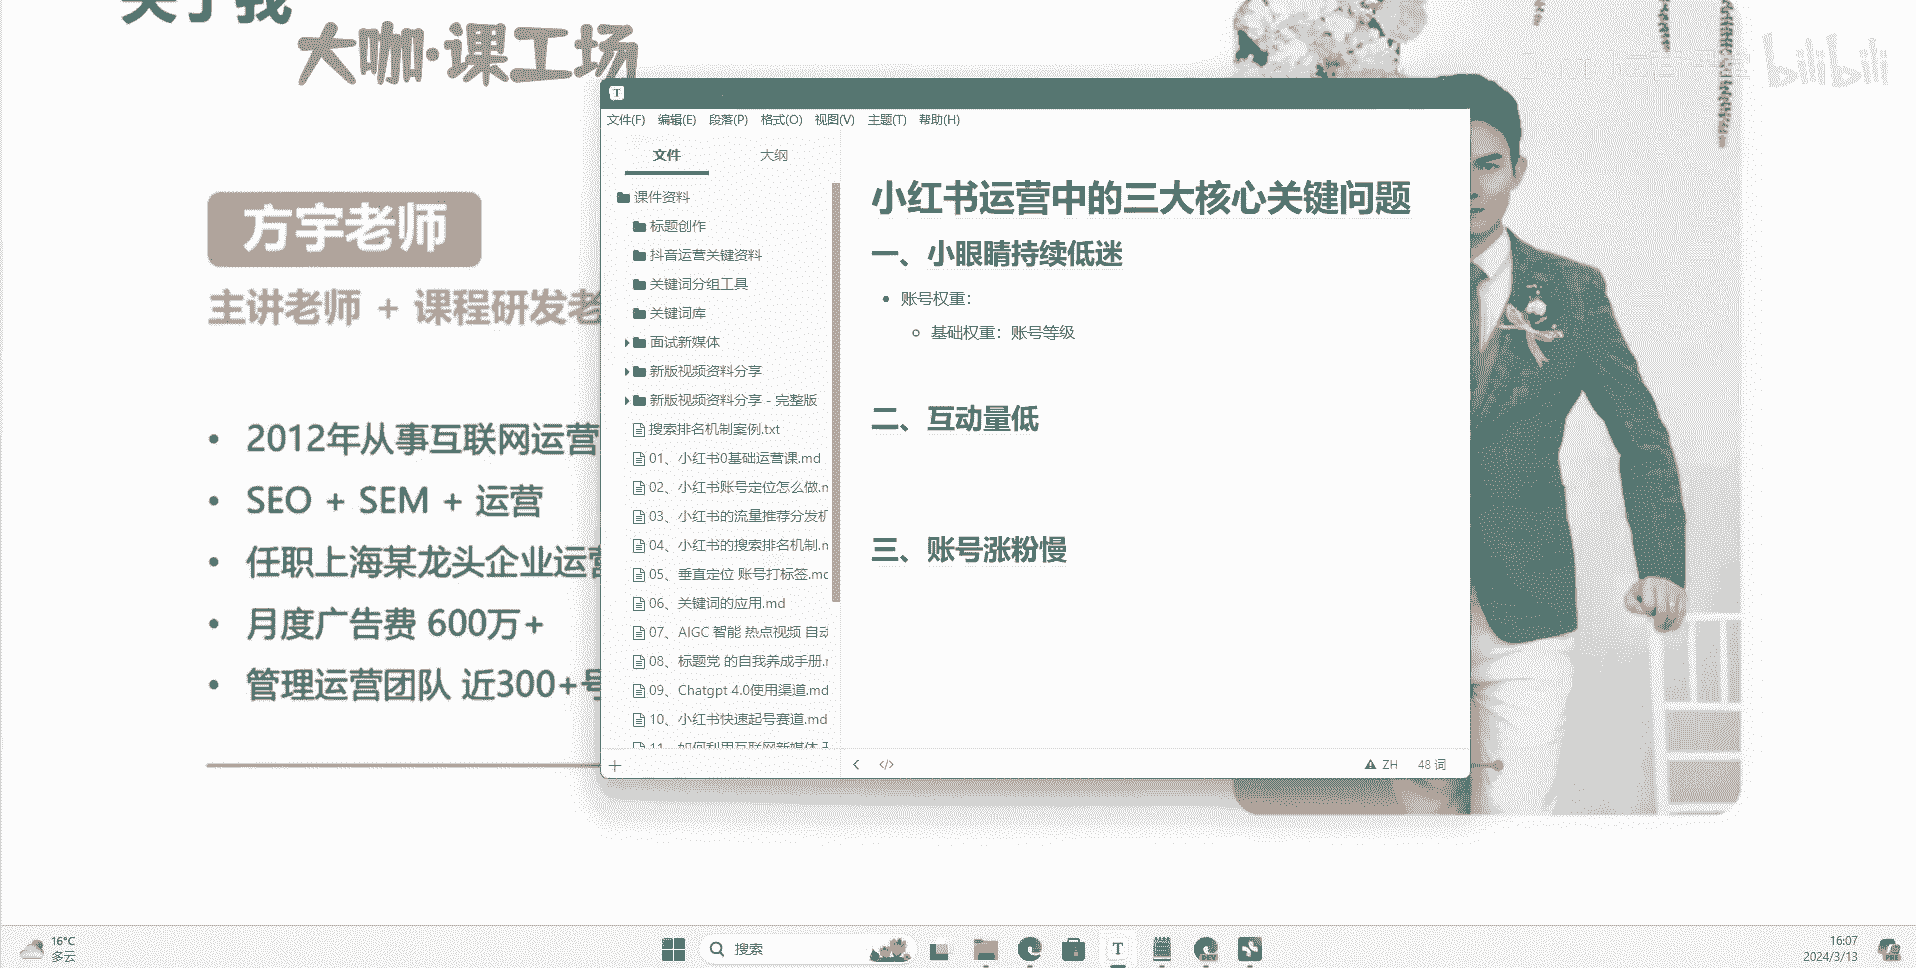 关于我
大咖·课工场
bilibili
方宇老师
主讲老师 + 课程研发老
2012年从事互联网运营
SEO + SEM + 运营
任职上海某龙头企业运营
月度广告费 600万+
管理运营团队 近300+号
文件(F) 编辑(E) 段落(P) 格式(O) 视图(V) 主题(T) 帮助(H)
文件 大纲
课件资料
标题创作
抖音运营关键资料
关键词分组工具
关键词库
面试新媒体
新版视频资料分享
新版视频资料分享 - 完整版
搜索排名机制案例.txt
01、小红书0基础运营课.md
02、小红书账号定位怎么做.m
03、小红书的流量推荐分发机
04、小红书的搜索排名机制.m
05、垂直定位 账号打标签.md
06、关键词的应用.md
07、AIGC 智能 热点视频 自动
08、标题党 的自我养成手册.m
09、Chatgpt 4.0使用渠道.md
10、小红书快速起号赛道.md
11、如何利用互联网新媒体
小红书运营中的三大核心关键问题
一、小眼睛持续低迷
账号权重：
基础权重：账号等级
二、互动量低
三、账号涨粉慢
ZH 48 词
16°C
多云
搜索
16:07
2024/3/13